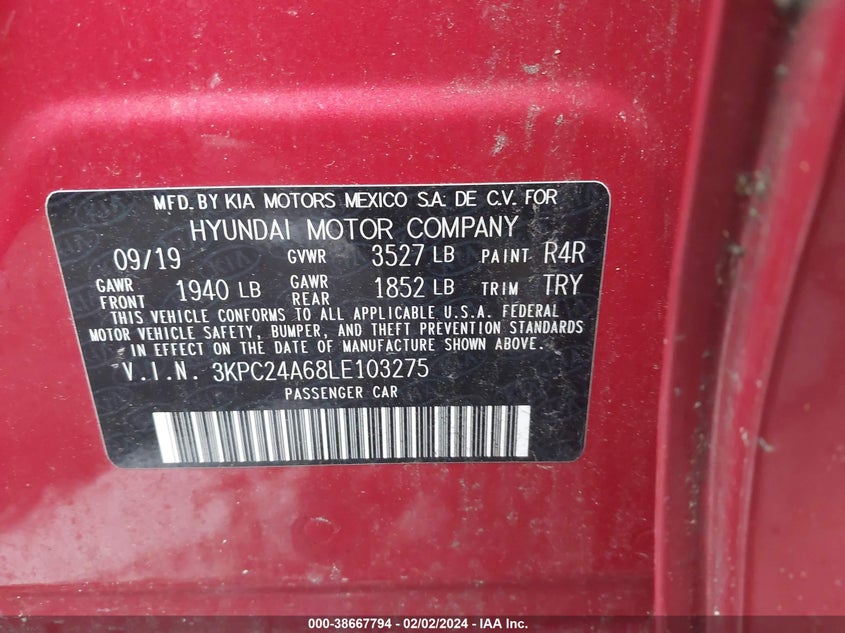 MFD. BY KIA MOTORS MEXICO S.A. DE C.V. FOR
HYUNDAI MOTOR COMPANY
09/19 GVWR 3527 LB PAINT R4R
GAWR FRONT 1940 LB GAWR REAR 1852 LB TRIM TRY
THIS VEHICLE CONFORMS TO ALL APPLICABLE U.S.A. FEDERAL
MOTOR VEHICLE SAFETY, BUMPER, AND THEFT PREVENTION STANDARDS
IN EFFECT ON THE DATE OF MANUFACTURE SHOWN ABOVE.
V.I.N. 3KPC24A68LE103275
PASSENGER CAR
000-38667794 - 02/02/2024 - IAA Inc.